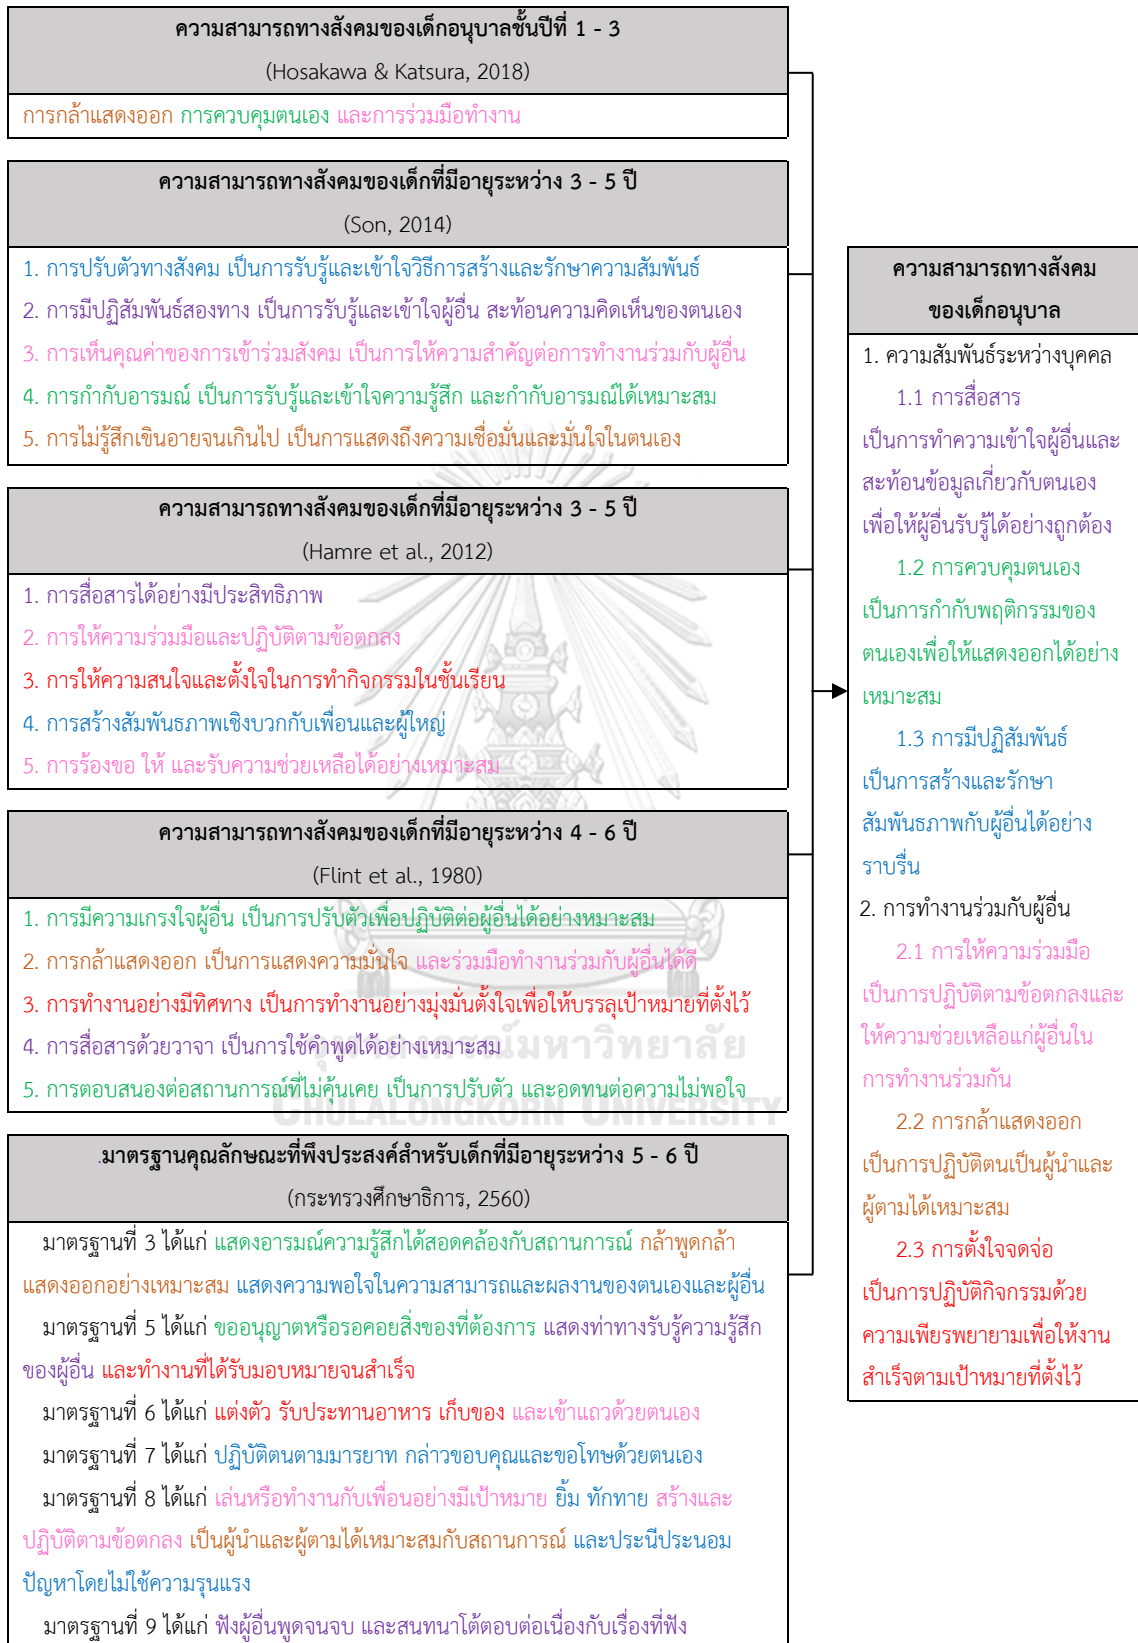 ความสามารถทางสังคมของเด็กอนุบาลชั้นปีที่ 1 - 3
(Hosakawa & Katsura, 2018)
การกล้าแสดงออก การควบคุมตนเอง และการร่วมมือทำงาน
ความสามารถทางสังคมของเด็กที่มีอายุระหว่าง 3 - 5 ปี
(Son, 2014)
1. การปรับตัวทางสังคม เป็นการรับรู้และเข้าใจวิธีการสร้างและรักษาความสัมพันธ์
2. การมีปฏิสัมพันธ์สองทาง เป็นการรับรู้และเข้าใจผู้อื่น สะท้อนความคิดเห็นของตนเอง
3. การเห็นคุณค่าของการเข้าร่วมสังคม เป็นการให้ความสำคัญต่อการทำงานร่วมกับผู้อื่น
4. การกำกับอารมณ์ เป็นการรับรู้และเข้าใจความรู้สึก และกำกับอารมณ์ได้เหมาะสม
5. การไม่รู้สึกเขินอายจนเกินไป เป็นการแสดงถึงความเชื่อมั่นและมั่นใจในตนเอง
ความสามารถทางสังคมของเด็กที่มีอายุระหว่าง 3 - 5 ปี
(Hamre et al., 2012)
1. การสื่อสารได้อย่างมีประสิทธิภาพ
2. การให้ความร่วมมือและปฏิบัติตามข้อตกลง
3. การให้ความสนใจและตั้งใจในการทำกิจกรรมในชั้นเรียน
4. การสร้างสัมพันธภาพเชิงบวกกับเพื่อนและผู้ใหญ่
5. การร้องขอ ให้ และรับความช่วยเหลือได้อย่างเหมาะสม
ความสามารถทางสังคมของเด็กที่มีอายุระหว่าง 4 - 6 ปี
(Flint et al., 1980)
1. การมีความเกรงใจผู้อื่น เป็นการปรับตัวเพื่อปฏิบัติต่อผู้อื่นได้อย่างหมาะสม
2. การกล้าแสดงออก เป็นการแสดงความมั่นใจ และร่วมมือทำงานร่วมกับผู้อื่นได้ดี
3. การทำงานอย่างมีทิศทาง เป็นการทำงานอย่างมุ่งมั่นตั้งใจเพื่อให้บรรลุเป้าหมายที่ตั้งไว้
4. การสื่อสารด้วยวาจา เป็นการใช้คำพูดได้อย่างเหมาะสม
5. การตอบสนองต่อสถานการณ์ที่ไม่คุ้นเคย เป็นการปรับตัว และอดทนต่อความไม่พอใจ
จุฬาลงกรณ์มหาวิทยาลัย
CHULALONGKORN UNIVERSITY
มาตรฐานคุณลักษณะที่พึงประสงค์สำหรับเด็กที่มีอายุระหว่าง 5 - 6 ปี
(กระทรวงศึกษาธิการ, 2560)
มาตรฐานที่ 3 ได้แก่ แสดงอารมณ์ความรู้สึกได้สอดคล้องกับสถานการณ์ กล้าพูดกล้า
แสดงออกอย่างเหมาะสม แสดงความพอใจในความสามารถและผลงานของตนเองและผู้อื่น
มาตรฐานที่ 5 ได้แก่ ขออนุญาตหรือรอคอยสิ่งของที่ต้องการ แสดงท่าทางรับรู้ความรู้สึก
ของผู้อื่น และทำงานที่ได้รับมอบหมายจนสำเร็จ
มาตรฐานที่ 6 ได้แก่ แต่งตัว รับประทานอาหาร เก็บของ และเข้าแถวด้วยตนเอง
มาตรฐานที่ 7 ได้แก่ ปฏิบัติตนตามมารยาท กล่าวขอบคุณและขอโทษด้วยตนเอง
มาตรฐานที่ 8 ได้แก่ เล่นหรือทำงานกับเพื่อนอย่างมีเป้าหมาย ยิ้ม ทักทาย สร้างและ
ปฏิบัติตามข้อตกลง เป็นผู้นำและผู้ตามได้เหมาะสมกับสถานการณ์ และประนีประนอม
ปัญหาโดยไม่ใช้ความรุนแรง
มาตรฐานที่ 9 ได้แก่ ฟังผู้อื่นพูดจนจบ และสนทนาโต้ตอบต่อเนื่องกับเรื่องที่ฟัง
ความสามารถทางสังคม
ของเด็กอนุบาล
1. ความสัมพันธ์ระหว่างบุคคล
1.1 การสื่อสาร
เป็นการทำความเข้าใจผู้อื่นและ
สะท้อนข้อมูลเกี่ยวกับตนเอง
เพื่อให้ผู้อื่นรับรู้ได้อย่างถูกต้อง
1.2 การควบคุมตนเอง
เป็นการกำกับพฤติกรรมของ
ตนเองเพื่อให้แสดงออกได้อย่าง
เหมาะสม
1.3 การมีปฏิสัมพันธ์
เป็นการสร้างและรักษา
สัมพันธภาพกับผู้อื่นได้อย่าง
ราบรื่น
2. การทำงานร่วมกับผู้อื่น
2.1 การให้ความร่วมมือ
เป็นการปฏิบัติตามข้อตกลงและ
ให้ความช่วยเหลือแก่ผู้อื่นใน
การทำงานร่วมกัน
2.2 การกล้าแสดงออก
เป็นการปฏิบัติตนเป็นผู้นำและ
ผู้ตามได้เหมาะสม
2.3 การตั้งใจจดจ่อ
เป็นการปฏิบัติกิจกรรมด้วย
ความเพียรพยายามเพื่อให้งาน
สำเร็จตามเป้าหมายที่ตั้งไว้